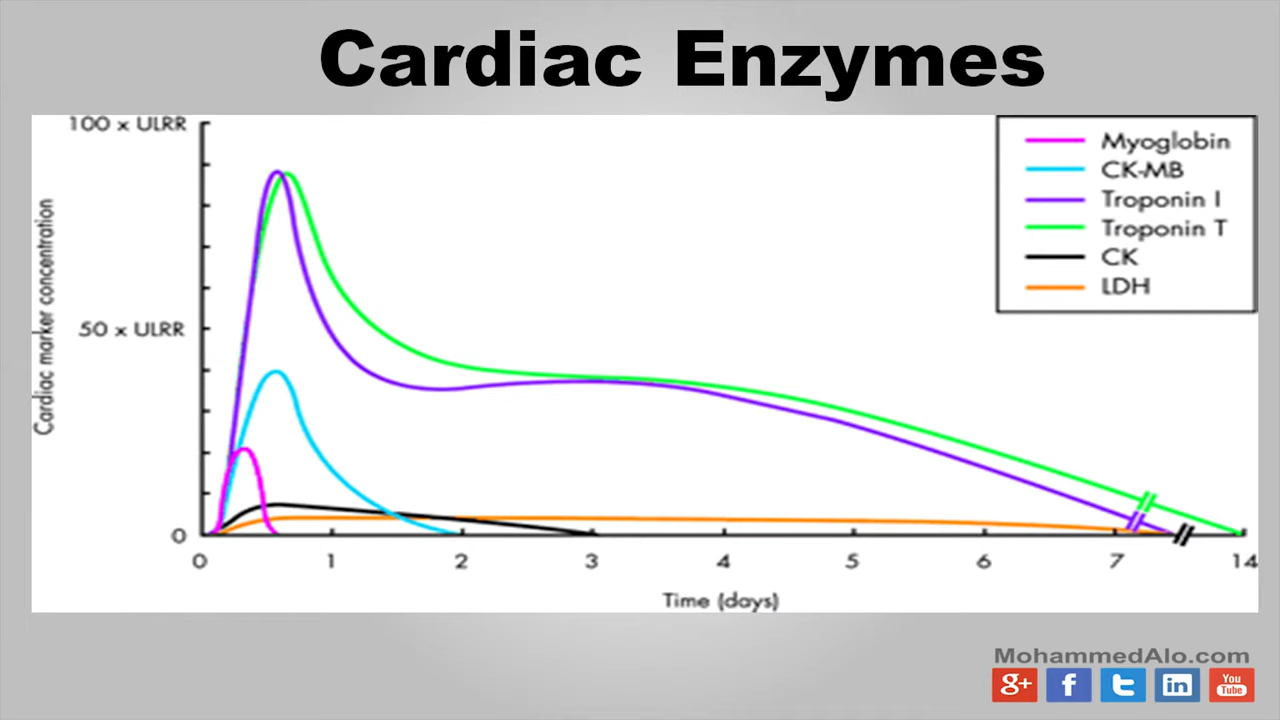 Cardiac Enzymes
100 x ULRR
50 x ULRR
0
Cardiac marker concentration
Myoglobin
CK-MB
Troponin I
Troponin T
CK
LDH
0 1 2 3 4 5 6 7 14
Time (days)
MohammedAlo.com
g+ f in You Tube